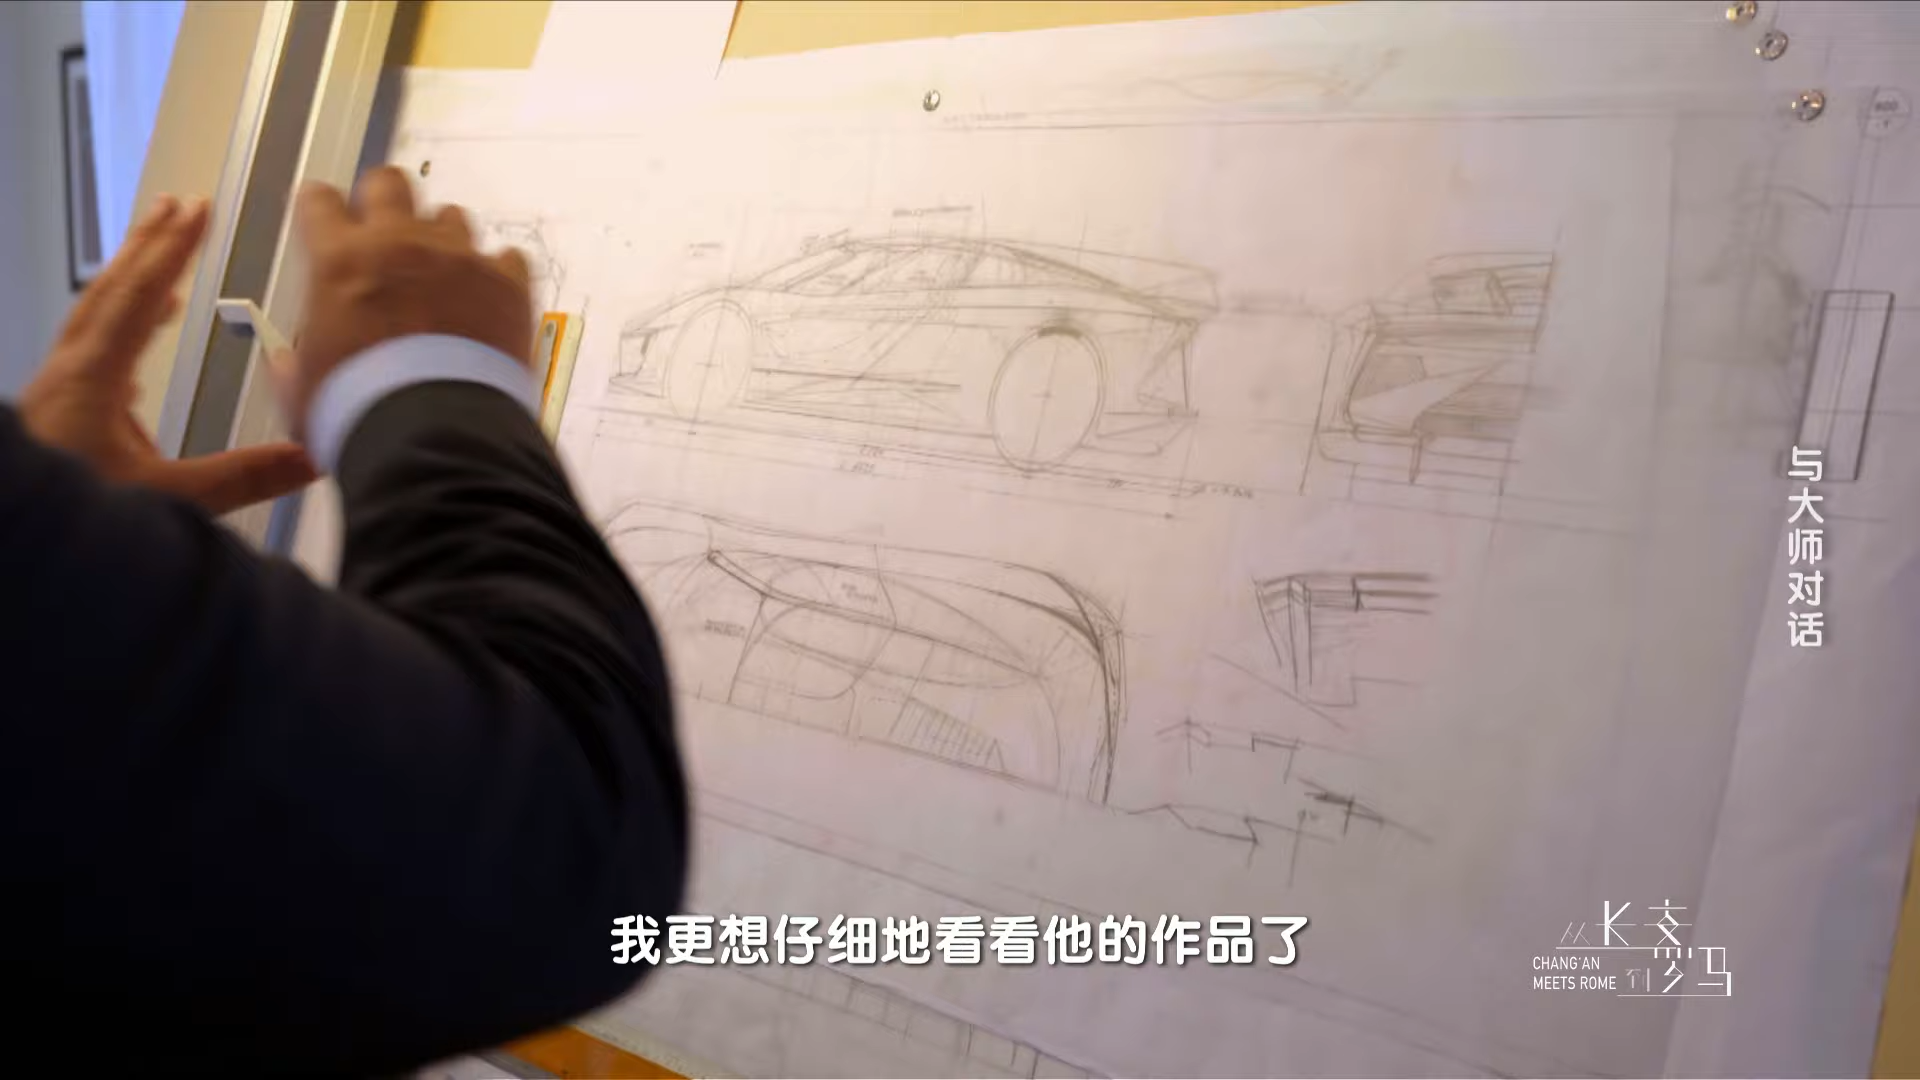 与大师对话
我更想仔细地看看他的作品了
从长安
到罗马
CHANG'AN
MEETS ROME